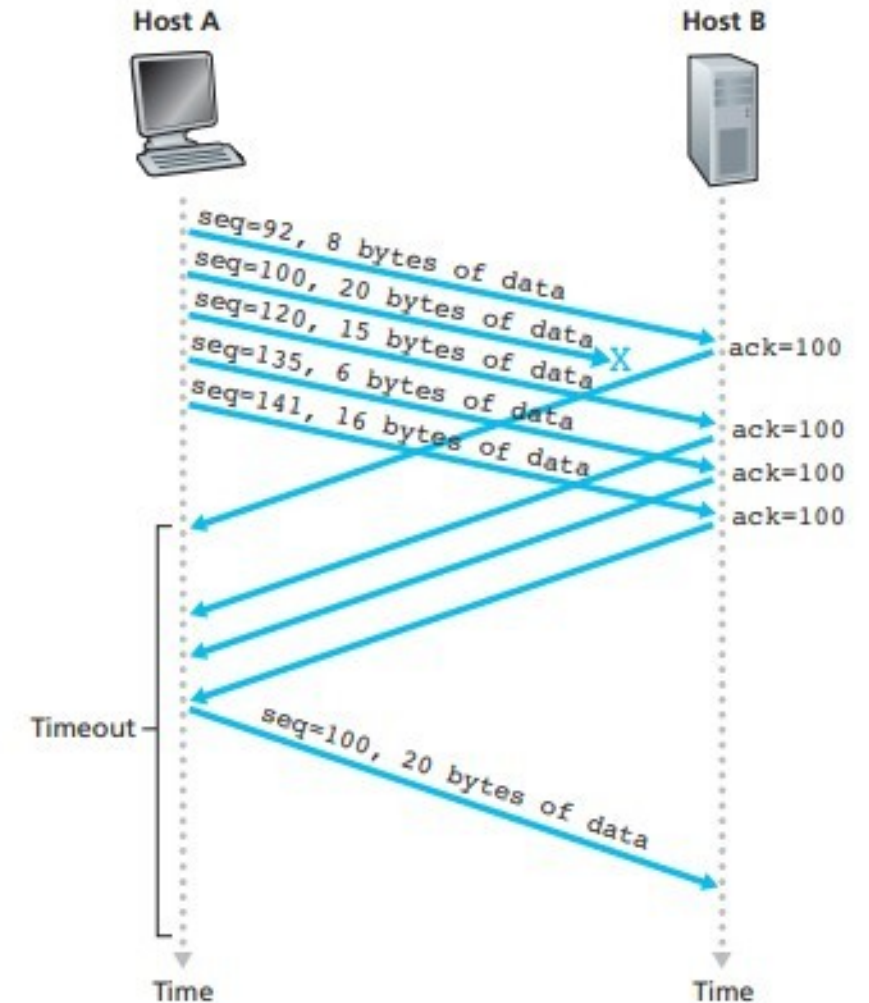 Host A
Host B
seq=92, 8 bytes of data
seq=100, 20 bytes of data
X
seq=120, 15 bytes of data
seq=135, 6 bytes of data
seq=141, 16 bytes of data
ack=100
ack=100
ack=100
ack=100
Timeout
seq=100, 20 bytes of data
Time
Time